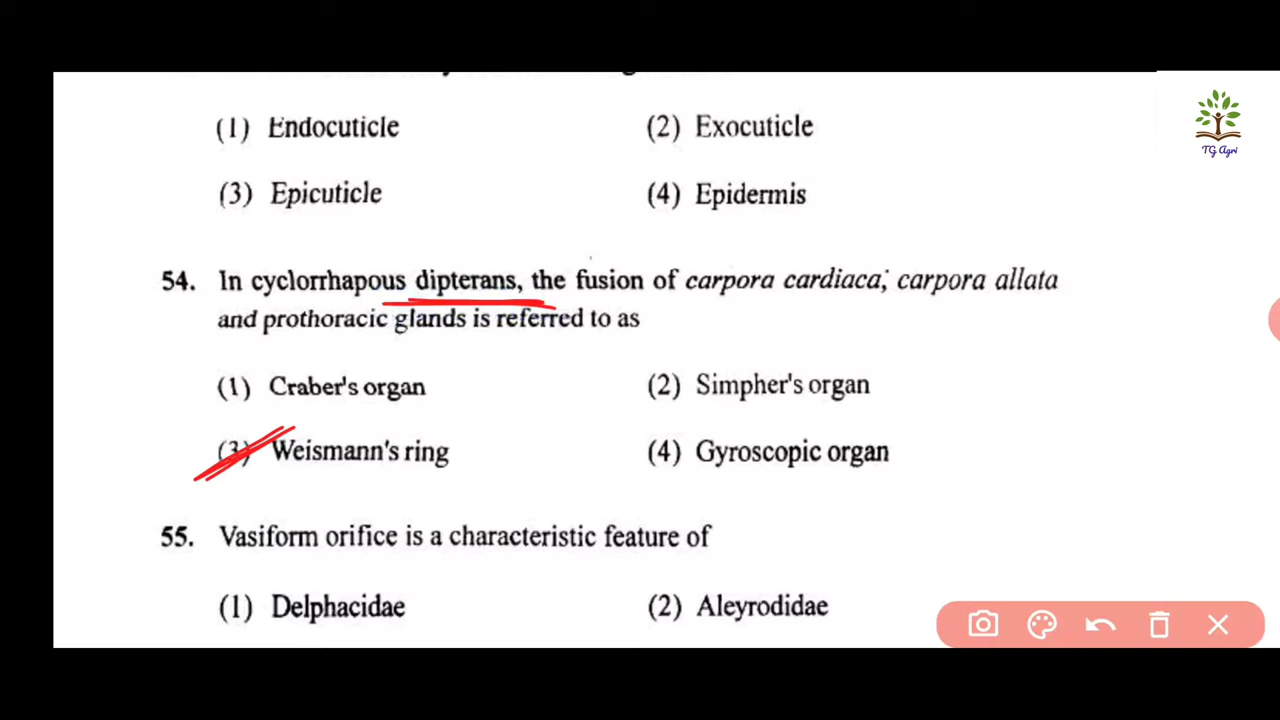 (1) Endocuticle
(2) Exocuticle
(3) Epicuticle
(4) Epidermis
TG Agri
54. In cyclorrhapous dipterans, the fusion of carpora cardiaca; carpora allata
and prothoracic glands is referred to as
(1) Craber's organ
(2) Simpher's organ
(3) Weismann's ring
(4) Gyroscopic organ
55. Vasiform orifice is a characteristic feature of
(1) Delphacidae
(2) Aleyrodidae